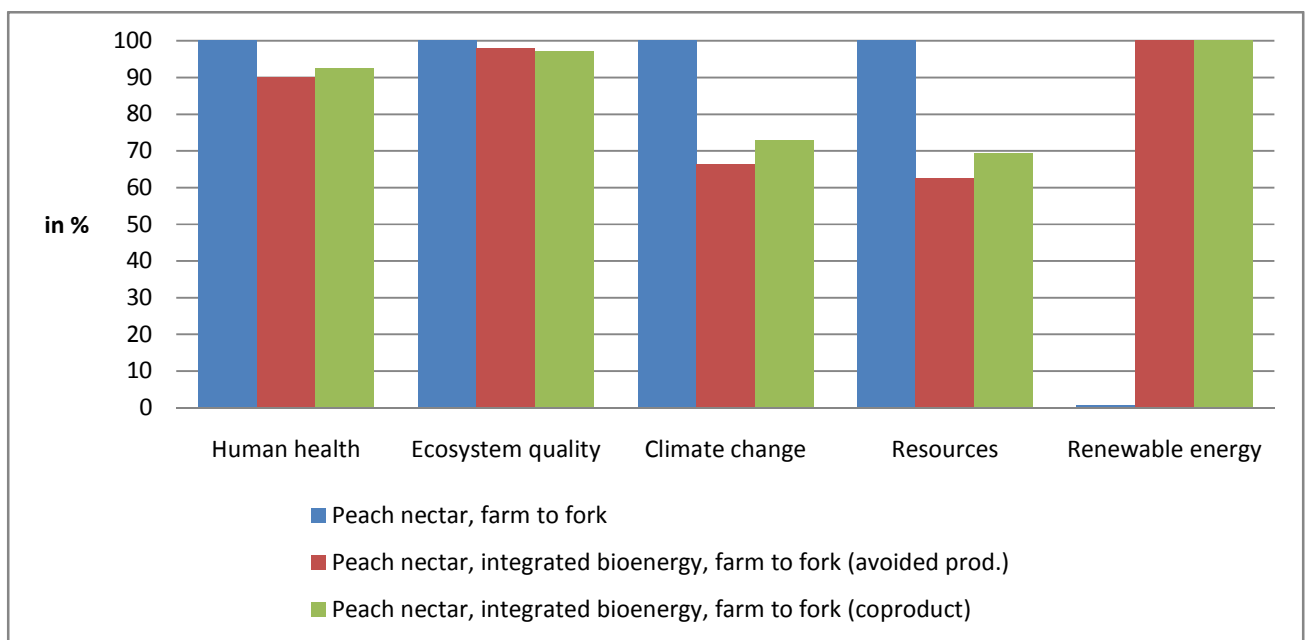 100
90
80
70
60
50
40
30
20
10
0
in %
Human health Ecosystem quality Climate change Resources Renewable energy
Peach nectar, farm to fork
Peach nectar, integrated bioenergy, farm to fork (avoided prod.)
Peach nectar, integrated bioenergy, farm to fork (coproduct)